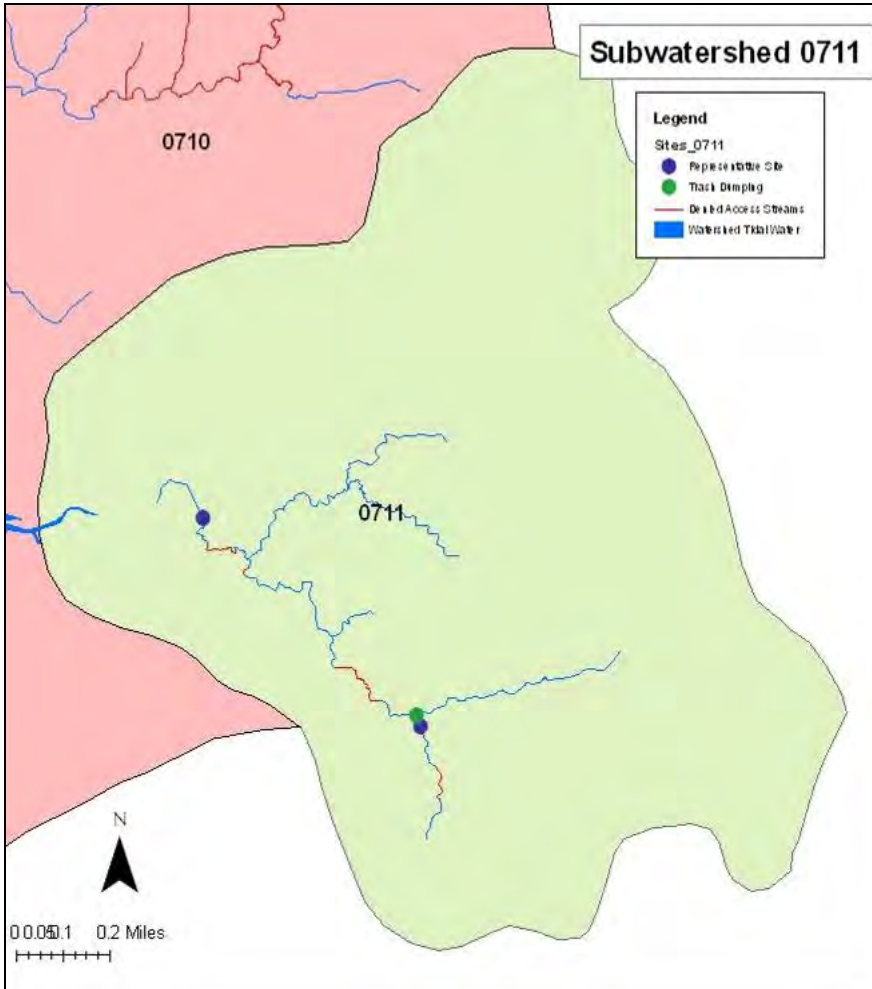 Subwatershed 0711
Legend
Sites_0711
Representative Site
Trash Dumping
Denied Access Streams
Watershed Tidal Water
0710
0711
N
0 0.05 0.1 0.2 Miles